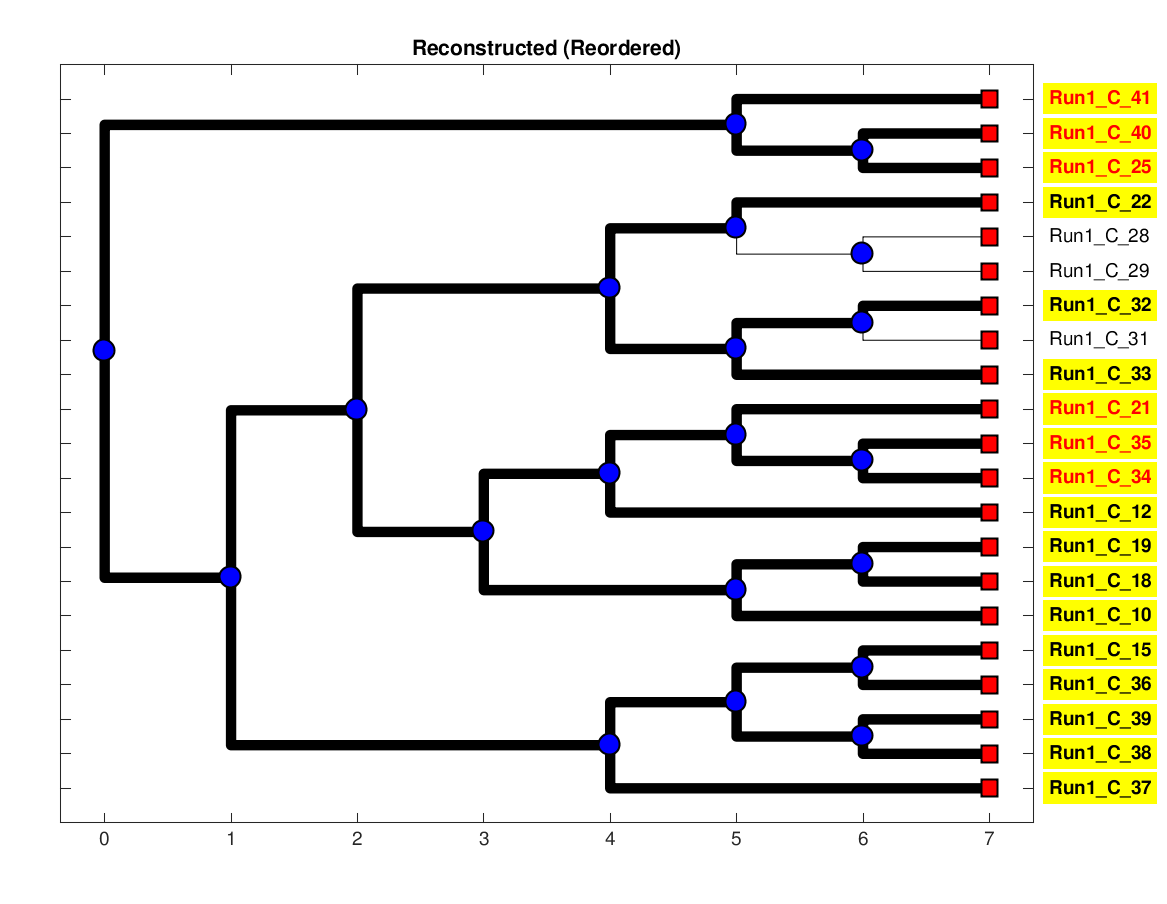 Reconstructed (Reordered)
Run1_C_41
Run1_C_40
Run1_C_25
Run1_C_22
Run1_C_28
Run1_C_29
Run1_C_32
Run1_C_31
Run1_C_33
Run1_C_21
Run1_C_35
Run1_C_34
Run1_C_12
Run1_C_19
Run1_C_18
Run1_C_10
Run1_C_15
Run1_C_36
Run1_C_39
Run1_C_38
Run1_C_37
0 1 2 3 4 5 6 7